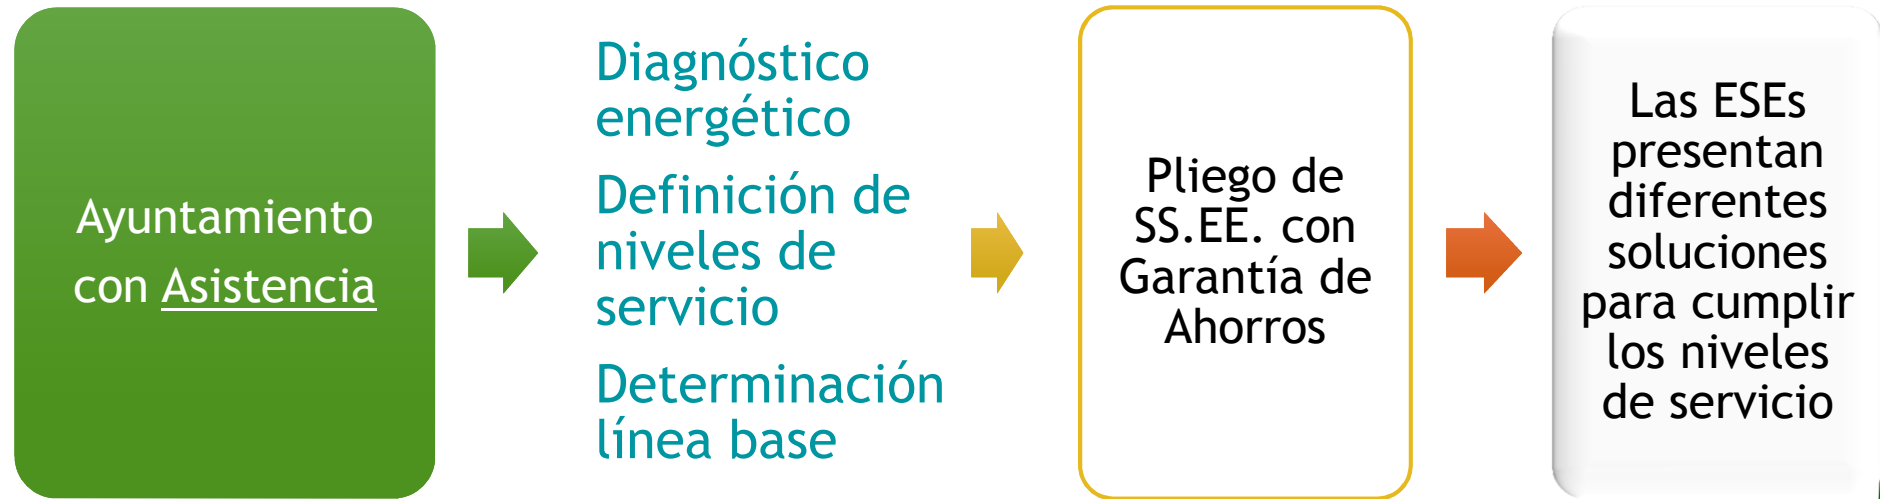 Ayuntamiento
con Asistencia
Diagnóstico
energético
Definición de
niveles de
servicio
Determinación
línea base
Pliego de
SS.EE. con
Garantía de
Ahorros
Las ESEs
presentan
diferentes
soluciones
para cumplir
los niveles
de servicio